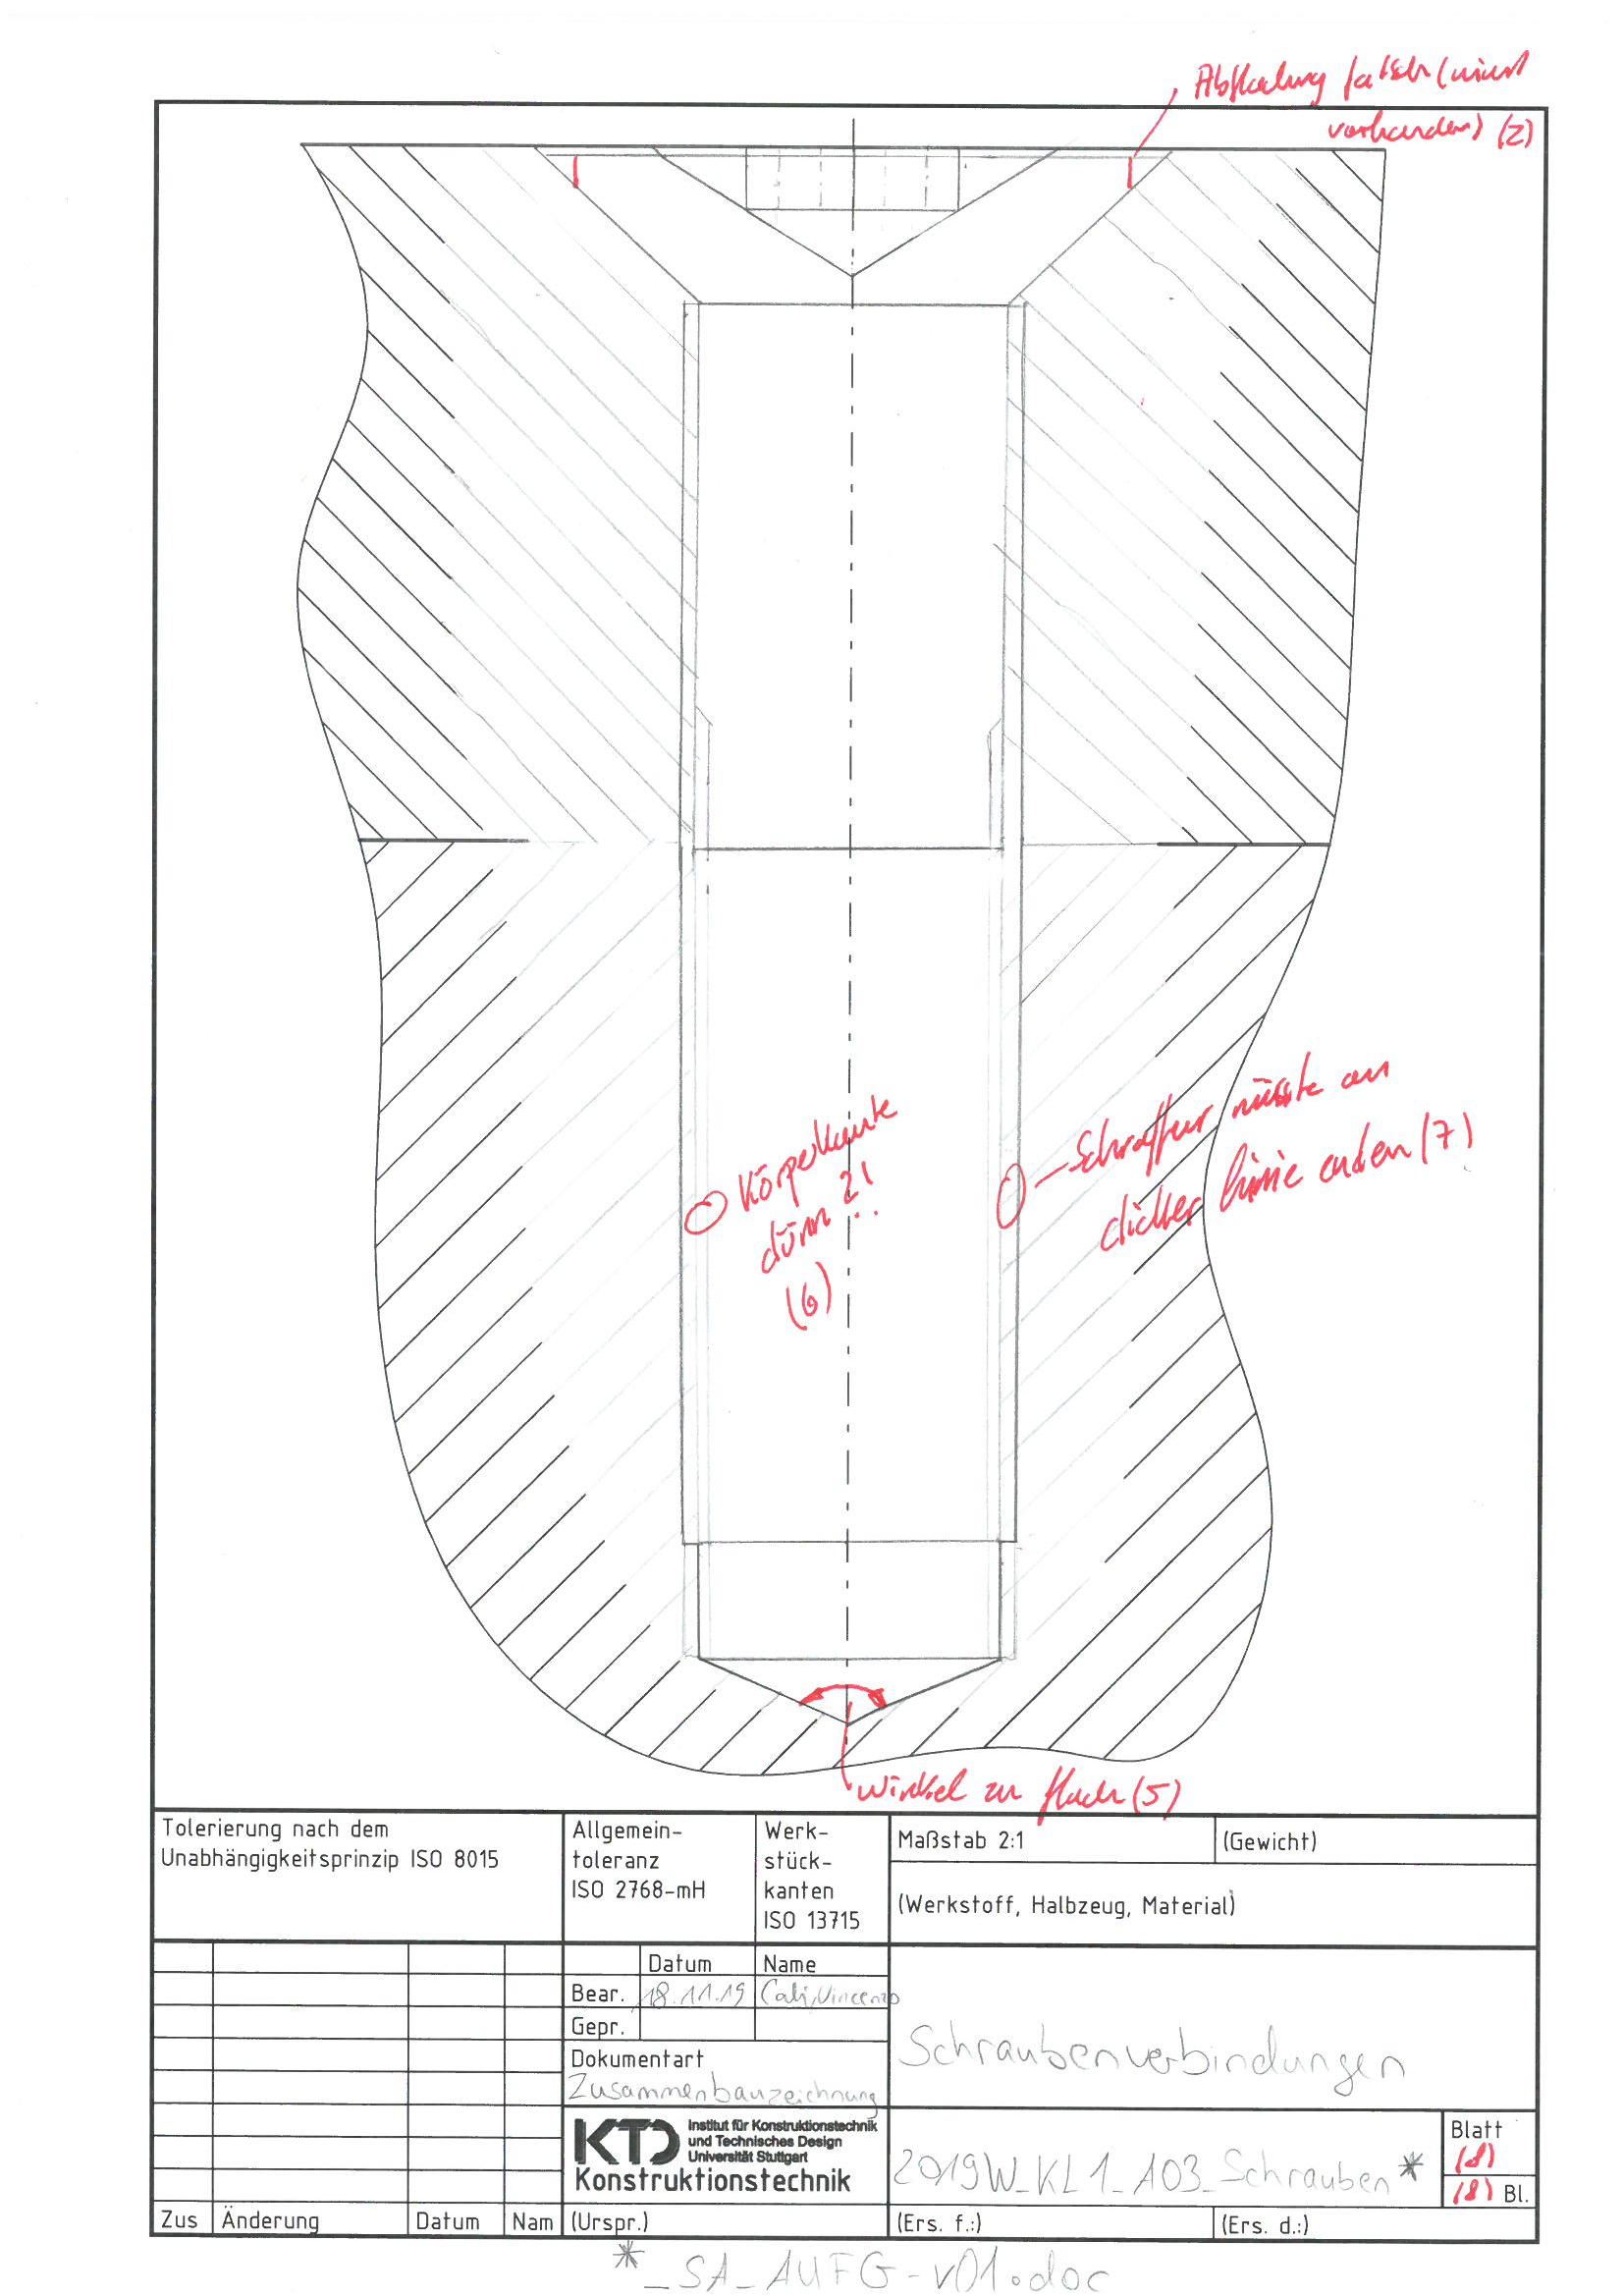 Abflachung falsch (nicht
vorhanden) (2)
Körperkante
dünn?!
(6)
Schraffur müsste an
dicker Linie enden (7)
Winkel zu flach (5)
Tolerierung nach dem
Unabhängigkeitsprinzip ISO 8015
Allgemein-
toleranz
ISO 2768-mH
Werk-
stück-
kanten
ISO 13715
Maßstab 2:1
(Gewicht)
(Werkstoff, Halbzeug, Material)
Datum Name
Bear. 18.11.19 Cali, Vincenzo
Gepr.
Dokumentart
Zusammenbauzeichnung
Schraubenverbindungen
KTD Institut für Konstruktionstechnik
und Technisches Design
Universität Stuttgart
Konstruktionstechnik
2019W_KL1_A03_Schrauben*
Blatt
(8)
(8) Bl.
Zus Änderung Datum Nam (Urspr.) (Ers. f.:) (Ers. d.:)
*_SA_AUFG-v01.doc